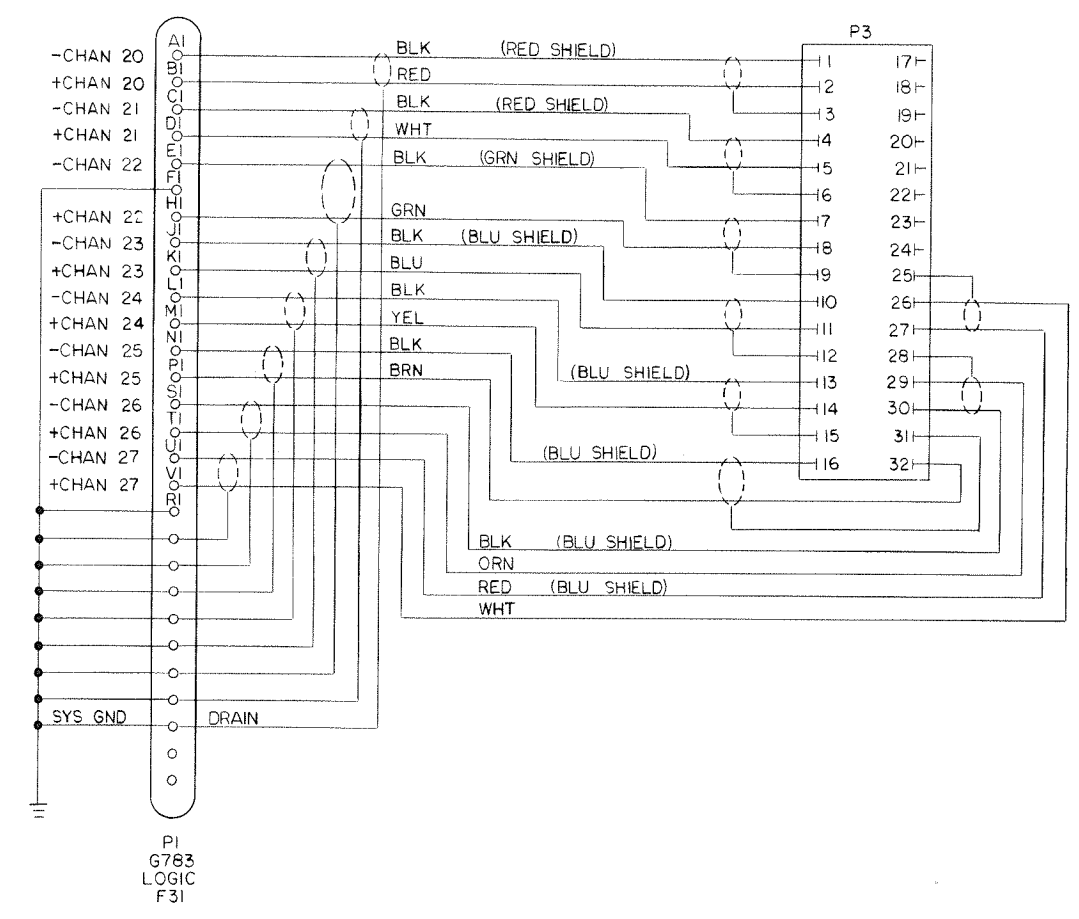 P3
A1
-CHAN 20
BLK (RED SHIELD)
1 17
B1
+CHAN 20
RED
2 18
C1
-CHAN 21
BLK (RED SHIELD)
3 19
D1
+CHAN 21
WHT
4 20
E1
-CHAN 22
BLK (GRN SHIELD)
5 21
F1
6 22
H1
+CHAN 22
GRN
7 23
J1
-CHAN 23
BLK (BLU SHIELD)
8 24
K1
+CHAN 23
BLU
9 25
L1
-CHAN 24
BLK
10 26
M1
+CHAN 24
YEL
11 27
N1
-CHAN 25
BLK
12 28
P1
+CHAN 25
BRN
(BLU SHIELD)
13 29
S1
-CHAN 26
14 30
T1
+CHAN 26
15 31
U1
-CHAN 27
(BLU SHIELD)
16 32
V1
+CHAN 27
R1
BLK (BLU SHIELD)
ORN
RED (BLU SHIELD)
WHT
SYS GND
DRAIN
P1
G783
LOGIC
F31